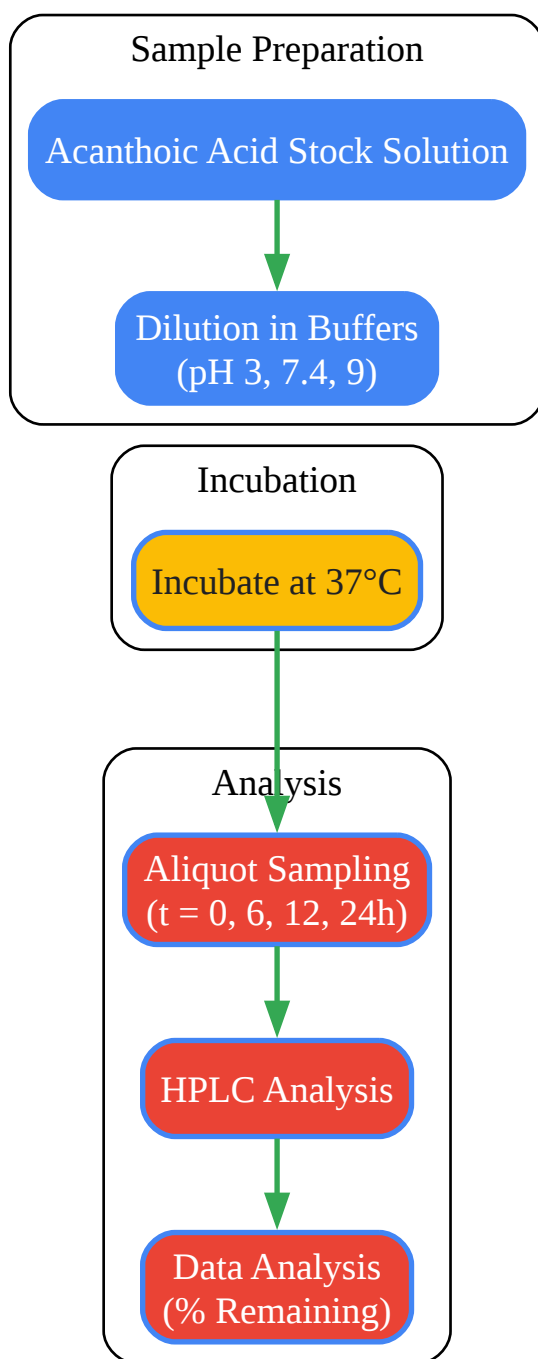 Sample Preparation
Acanthoic Acid Stock Solution
Dilution in Buffers
(pH 3, 7.4, 9)
Incubation
Incubate at 37°C
Analysis
Aliquot Sampling
(t = 0, 6, 12, 24h)
HPLC Analysis
Data Analysis
(% Remaining)